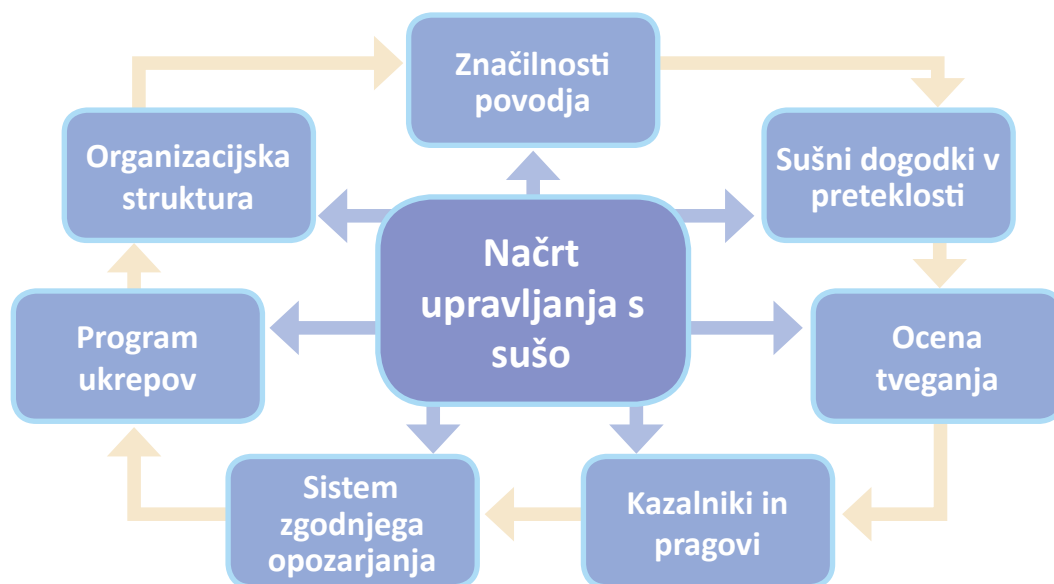 Značilnosti
povodja
Organizacijska
struktura
Sušni dogodki v
preteklosti
Načrt
upravljanja s
sušo
Program
ukrepov
Ocena
tveganja
Sistem
zgodnjega
opozarjanja
Kazalniki in
pragovi